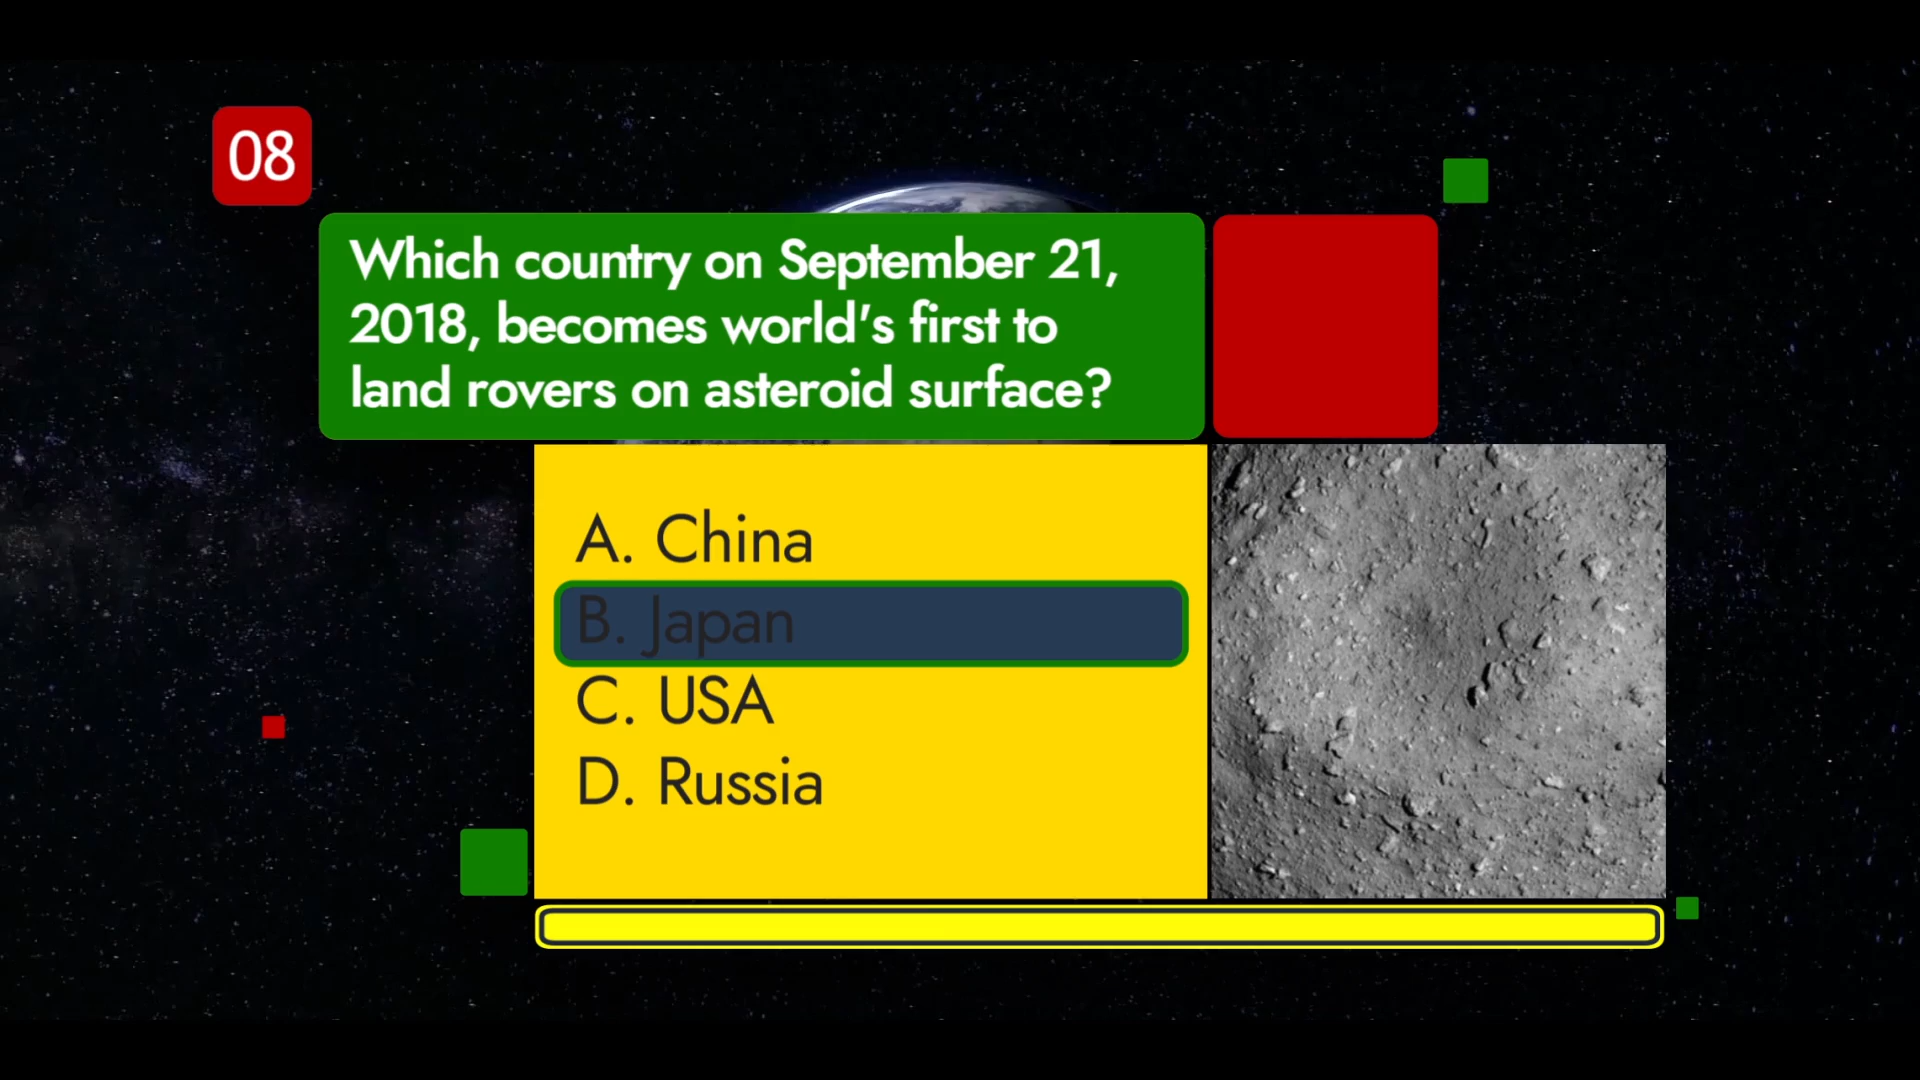 08
Which country on September 21,
2018, becomes world's first to
land rovers on asteroid surface?
A. China
B. Japan
C. USA
D. Russia